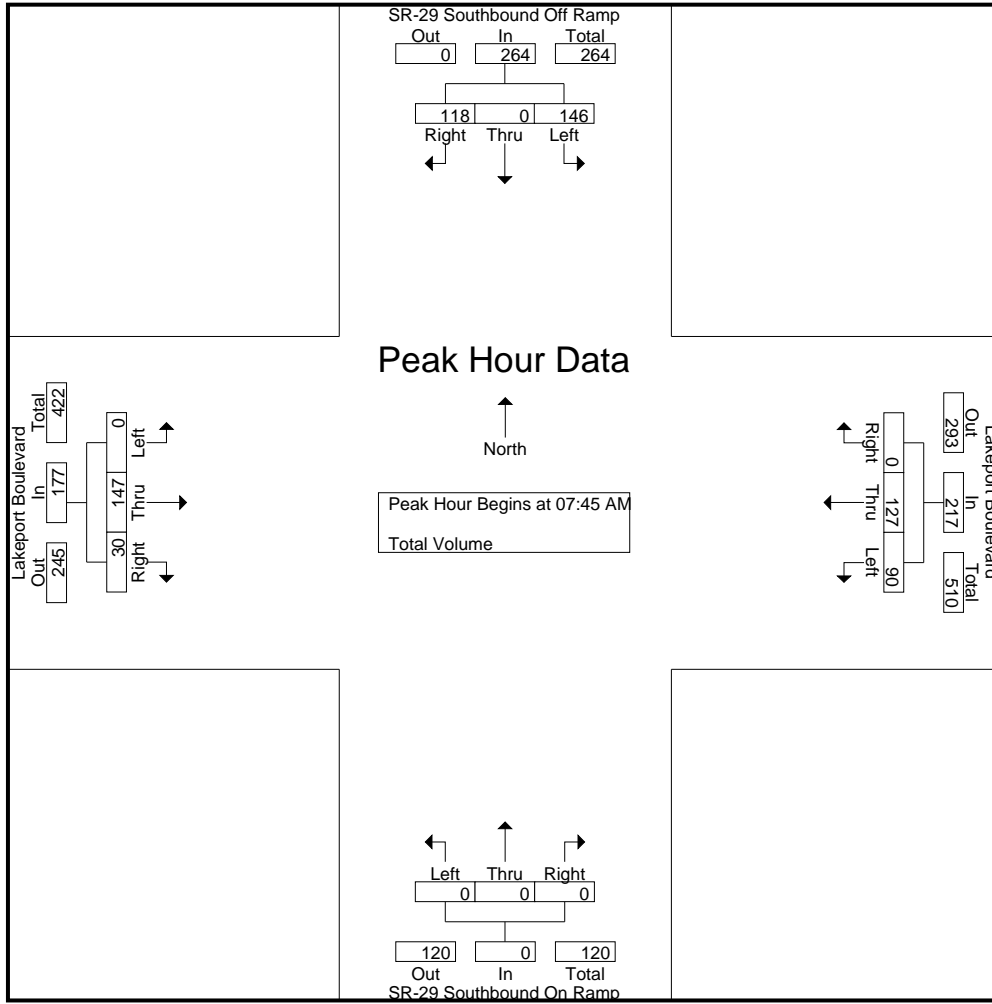 SR-29 Southbound Off Ramp
Out In Total
0 264 264
118 0 146
Right Thru Left
Peak Hour Data
North
Peak Hour Begins at 07:45 AM
Total Volume
Lakeport Boulevard
Out In Total
245 177 422
30 147 0
Right Thru Left
Lakeport Boulevard
Out In Total
293 217 510
0 127 90
Right Thru Left
Left Thru Right
0 0 0
120 0 120
Out In Total
SR-29 Southbound On Ramp